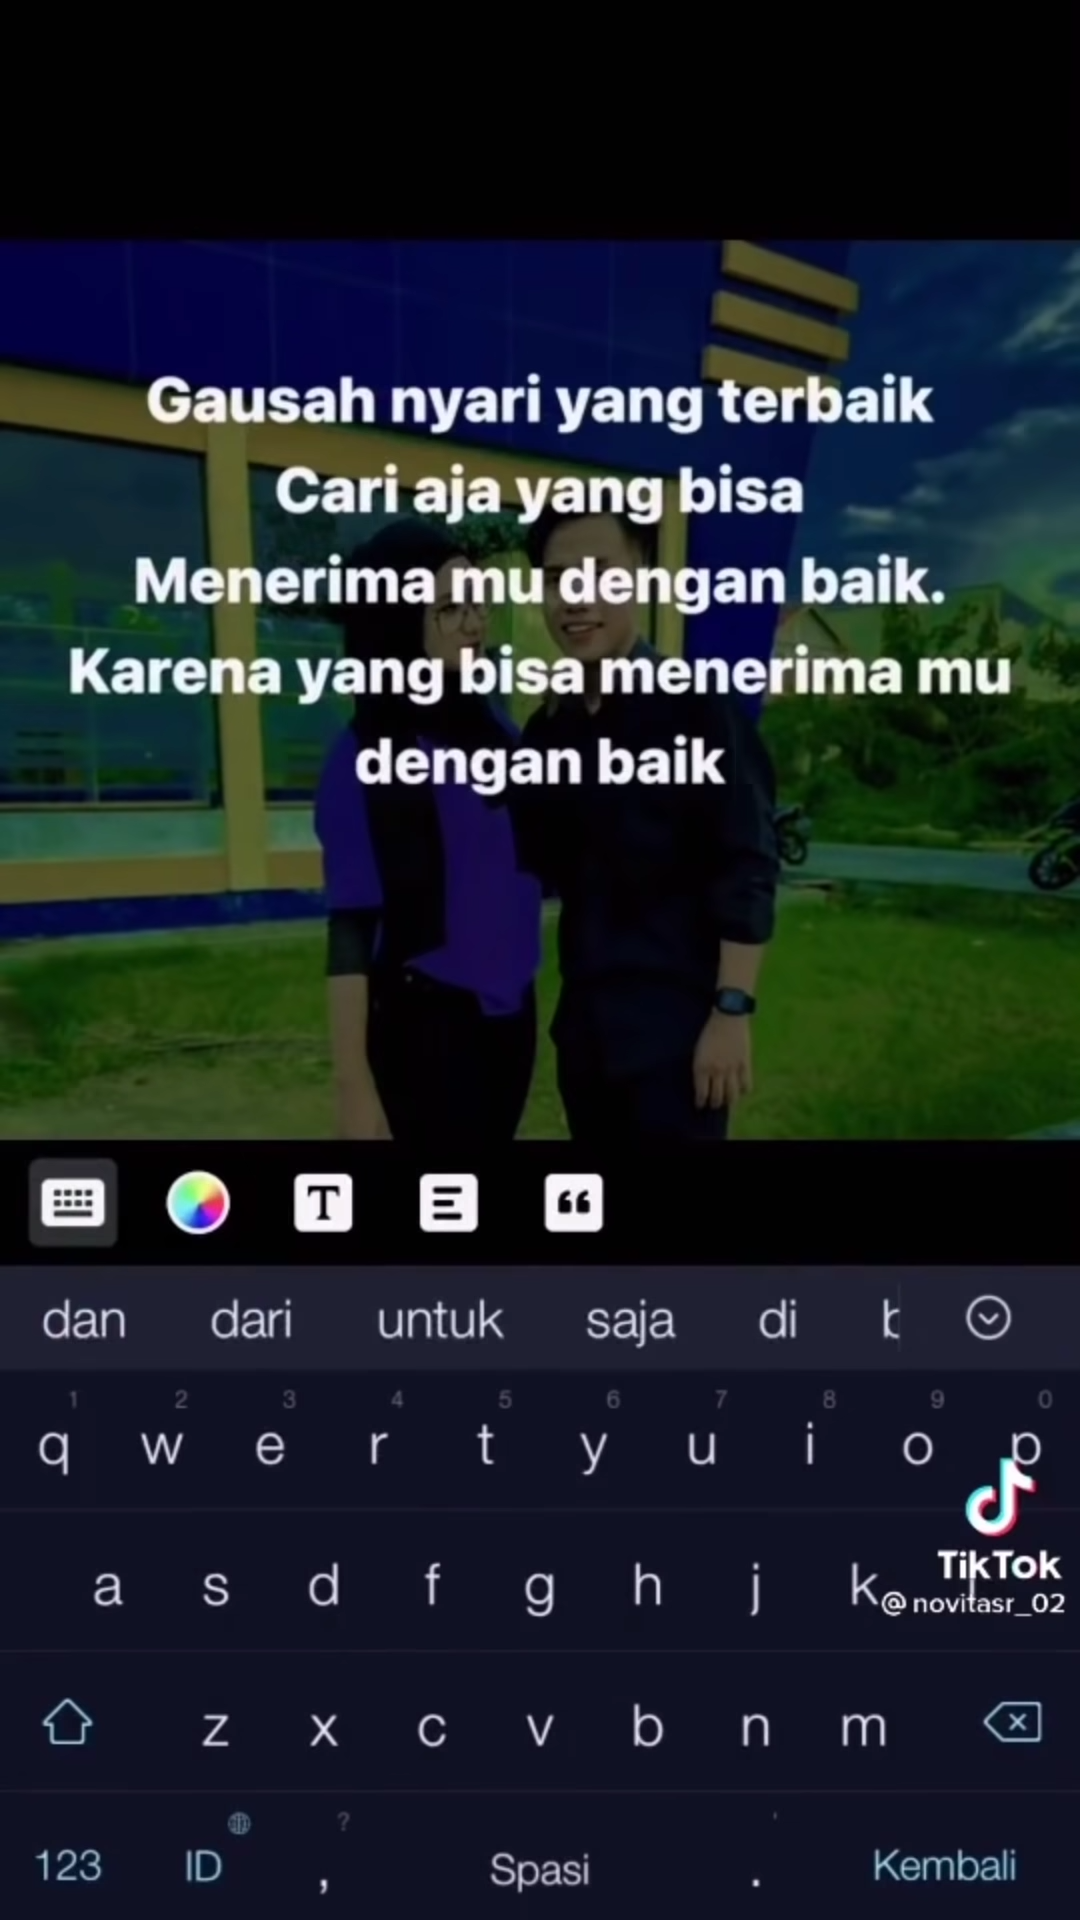 Gausah nyari yang terbaik
Cari aja yang bisa
Menerima mu dengan baik.
Karena yang bisa menerima mu
dengan baik
T
dan dari untuk saja di
1 2 3 4 5 6 7 8 9 0
q w e r t y u i o p
TikTok
a s d f g h j k
@novitasr_02
z x c v b n m
?
123 ID , Spasi . Kembali